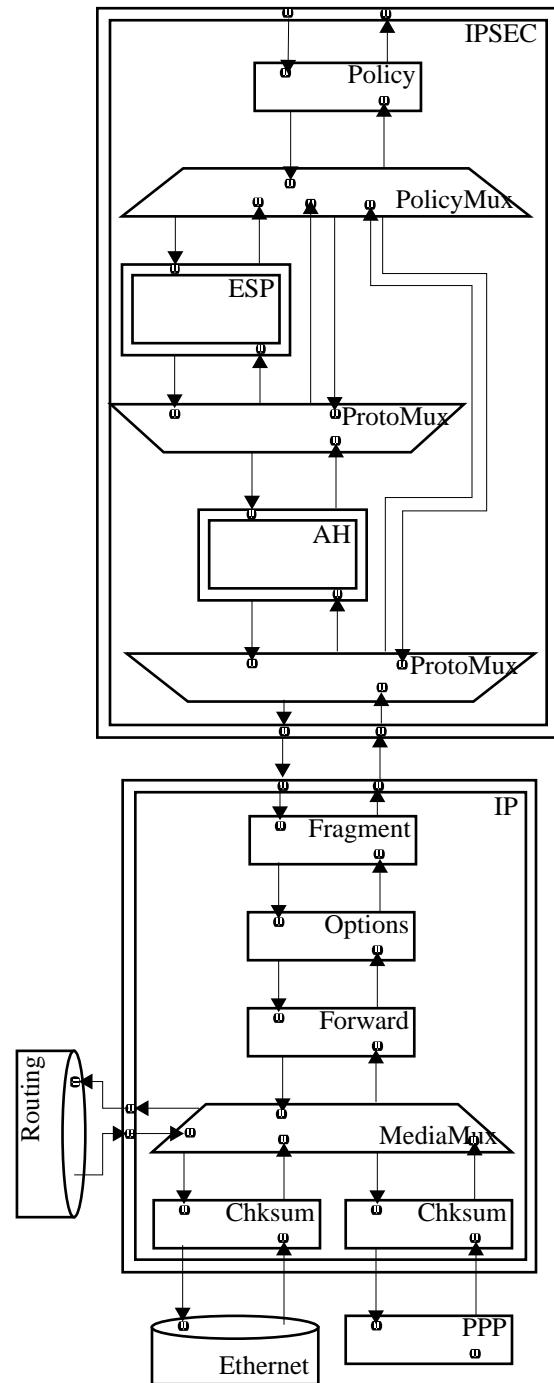 IPSEC
Policy
PolicyMux
ESP
ProtoMux
AH
ProtoMux
IP
Fragment
Options
Forward
Routing
MediaMux
Chksum
Chksum
Ethernet
PPP